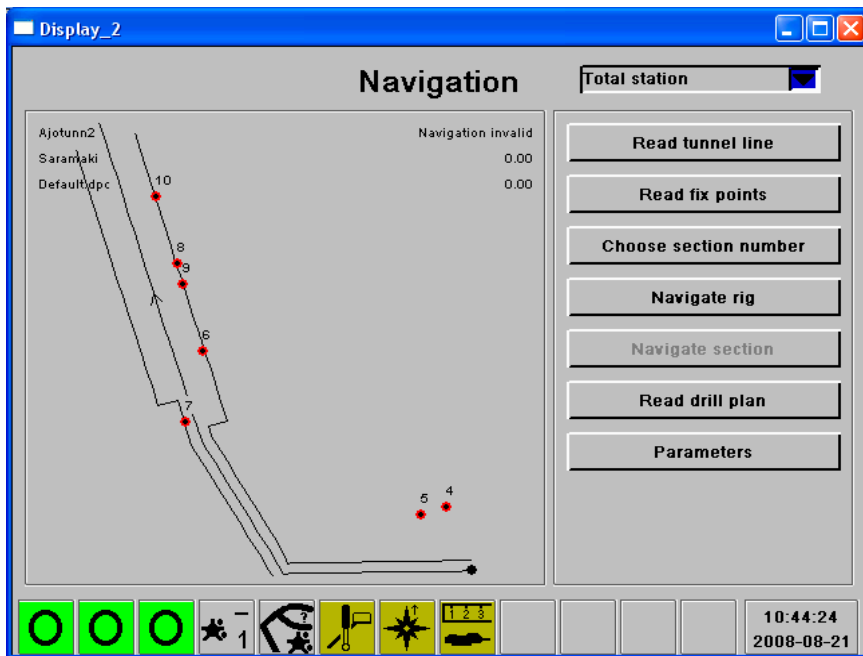 Display_2
Navigation
Total station
Ajotunn2
Navigation invalid
Saramaki
0.00
Default.dpc
0.00
10
8
9
6
7
5
4
Read tunnel line
Read fix points
Choose section number
Navigate rig
Navigate section
Read drill plan
Parameters
1
?
1 2 3
10:44:24
2008-08-21